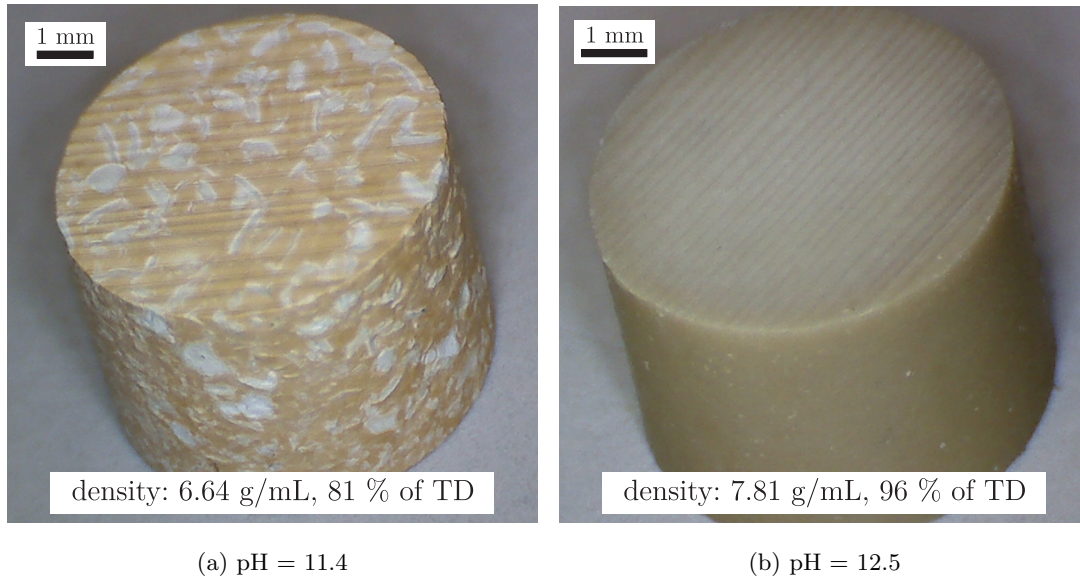 1 mm
1 mm
density: 6.64 g/mL, 81 % of TD
density: 7.81 g/mL, 96 % of TD
(a) pH = 11.4
(b) pH = 12.5